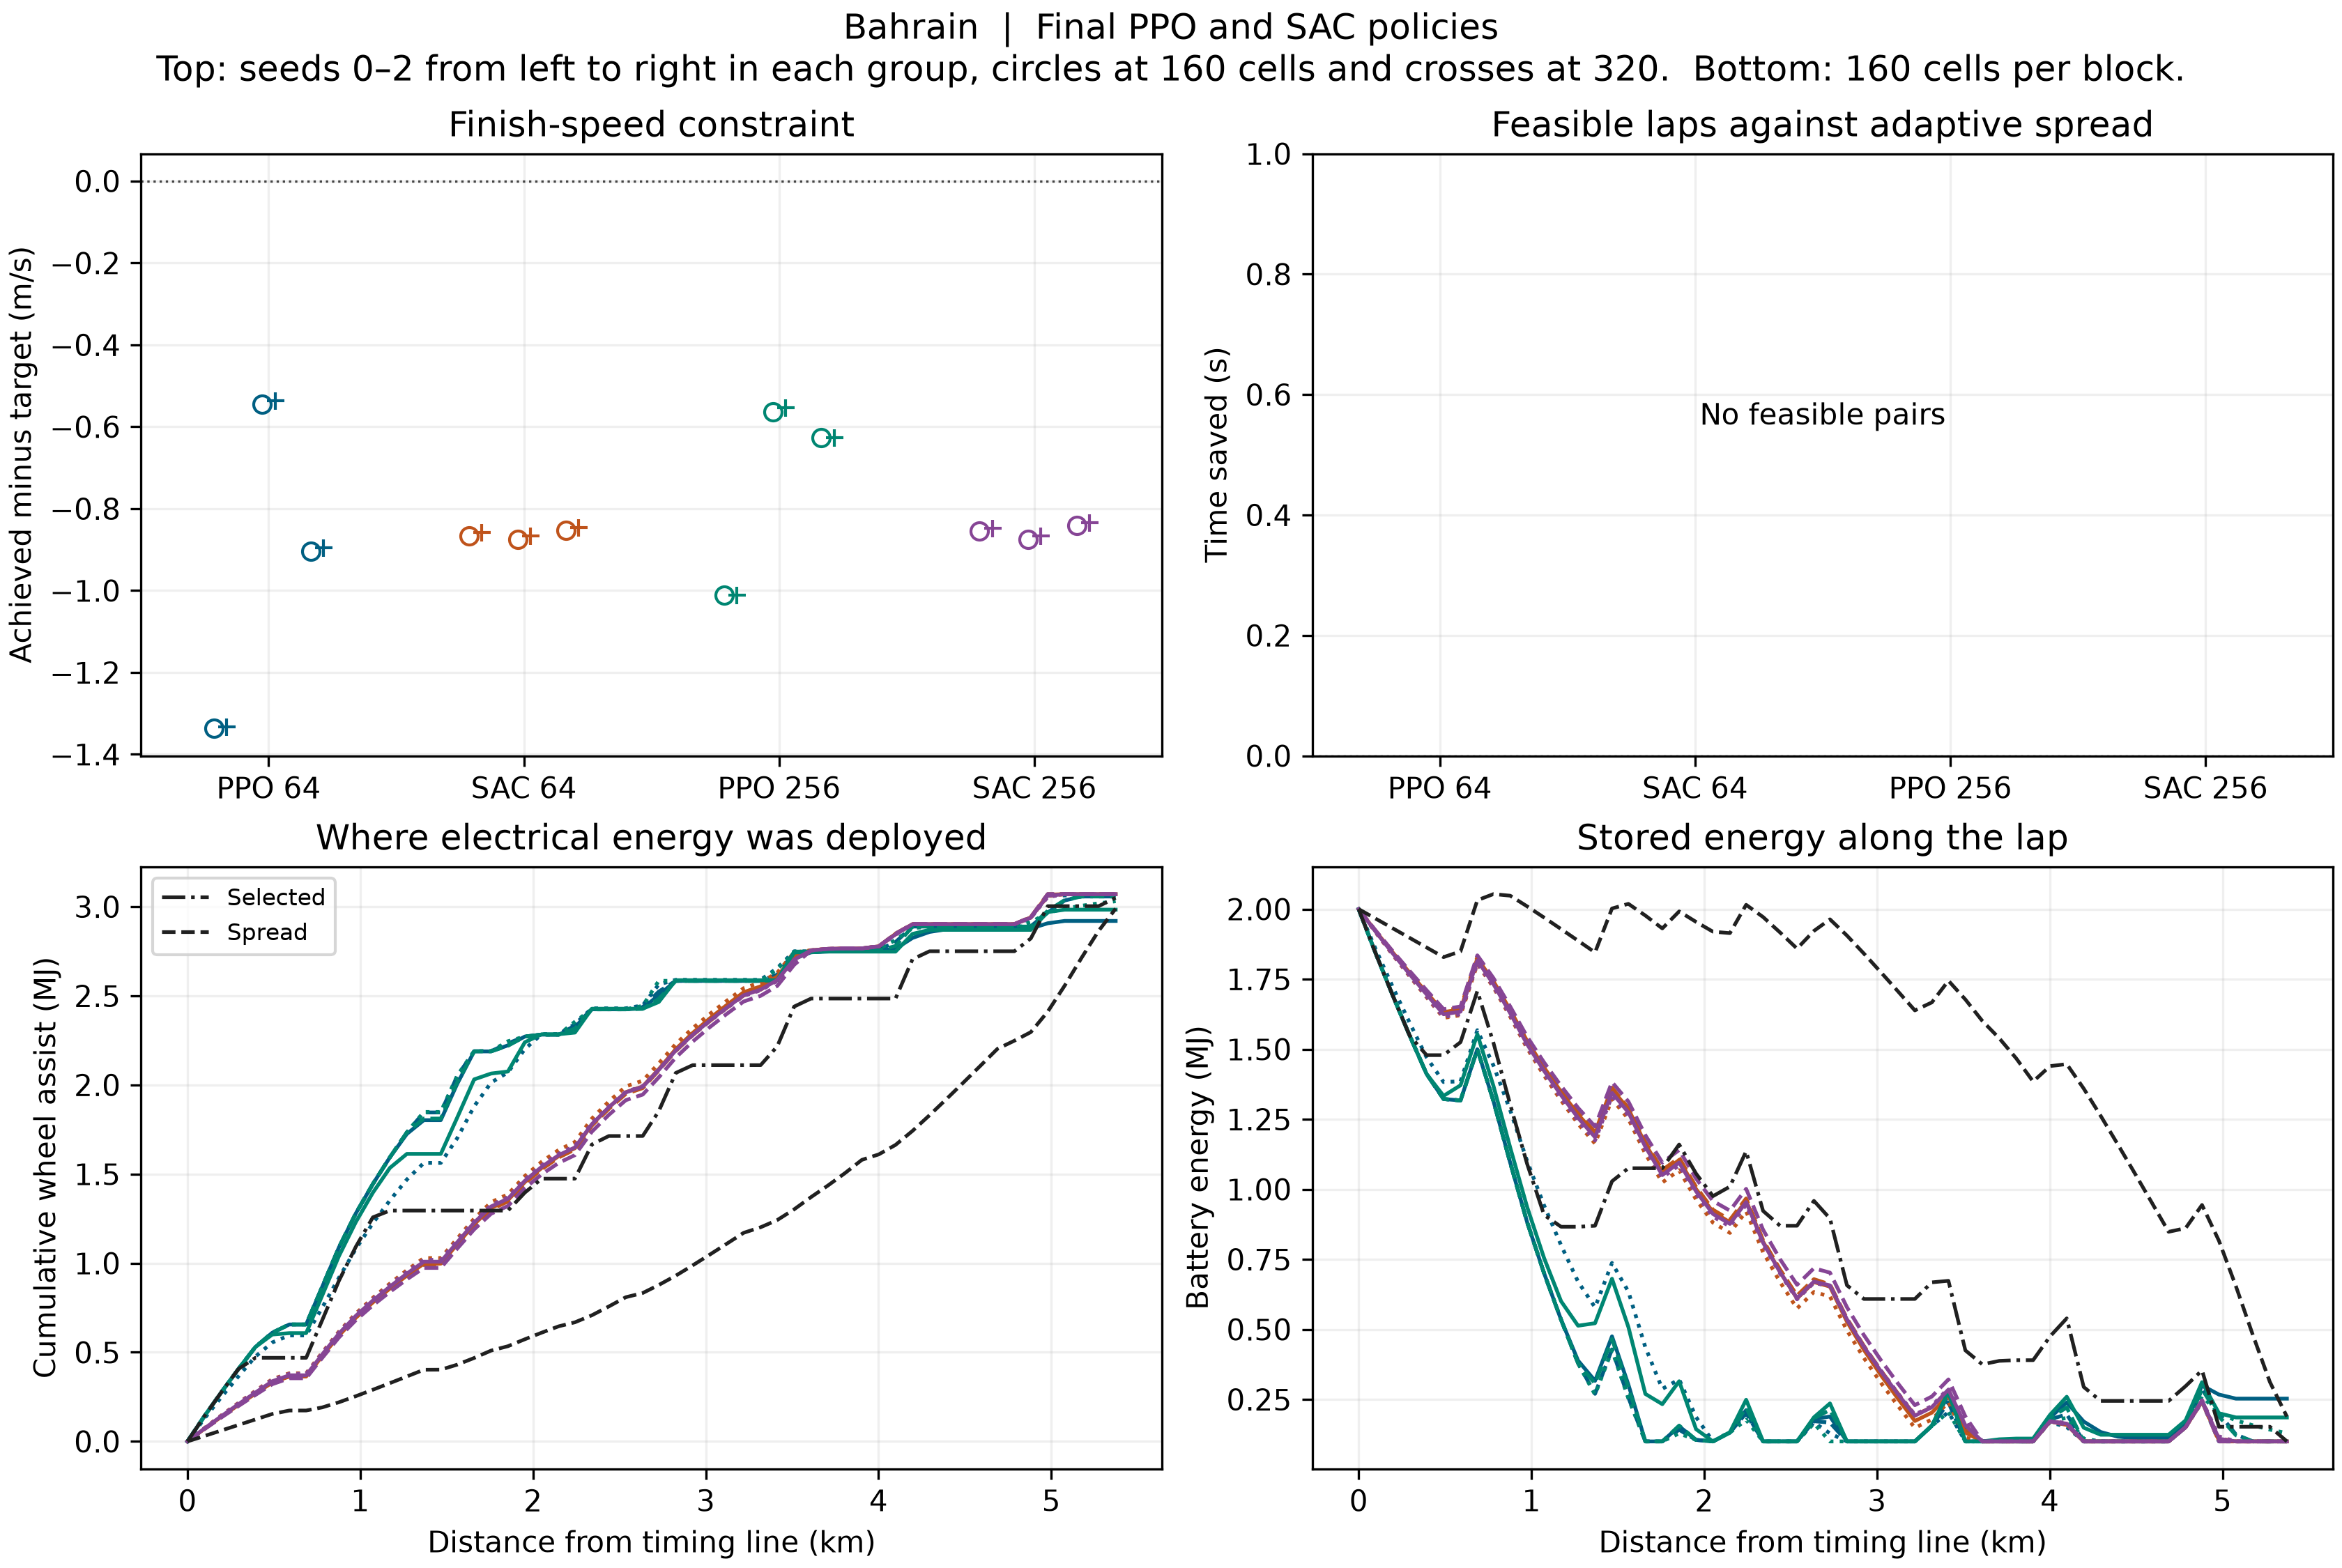 Bahrain  |  Final PPO and SAC policies
Top: seeds 0–2 from left to right in each group, circles at 160 cells and crosses at 320.  Bottom: 160 cells per block.
Finish-speed constraint
Achieved minus target (m/s)
0.0
−0.2
−0.4
−0.6
−0.8
−1.0
−1.2
−1.4
PPO 64
SAC 64
PPO 256
SAC 256
Feasible laps against adaptive spread
Time saved (s)
1.0
0.8
0.6
0.4
0.2
0.0
No feasible pairs
PPO 64
SAC 64
PPO 256
SAC 256
Where electrical energy was deployed
Cumulative wheel assist (MJ)
Selected
Spread
3.0
2.5
2.0
1.5
1.0
0.5
0.0
0
1
2
3
4
5
Distance from timing line (km)
Stored energy along the lap
Battery energy (MJ)
2.00
1.75
1.50
1.25
1.00
0.75
0.50
0.25
0
1
2
3
4
5
Distance from timing line (km)